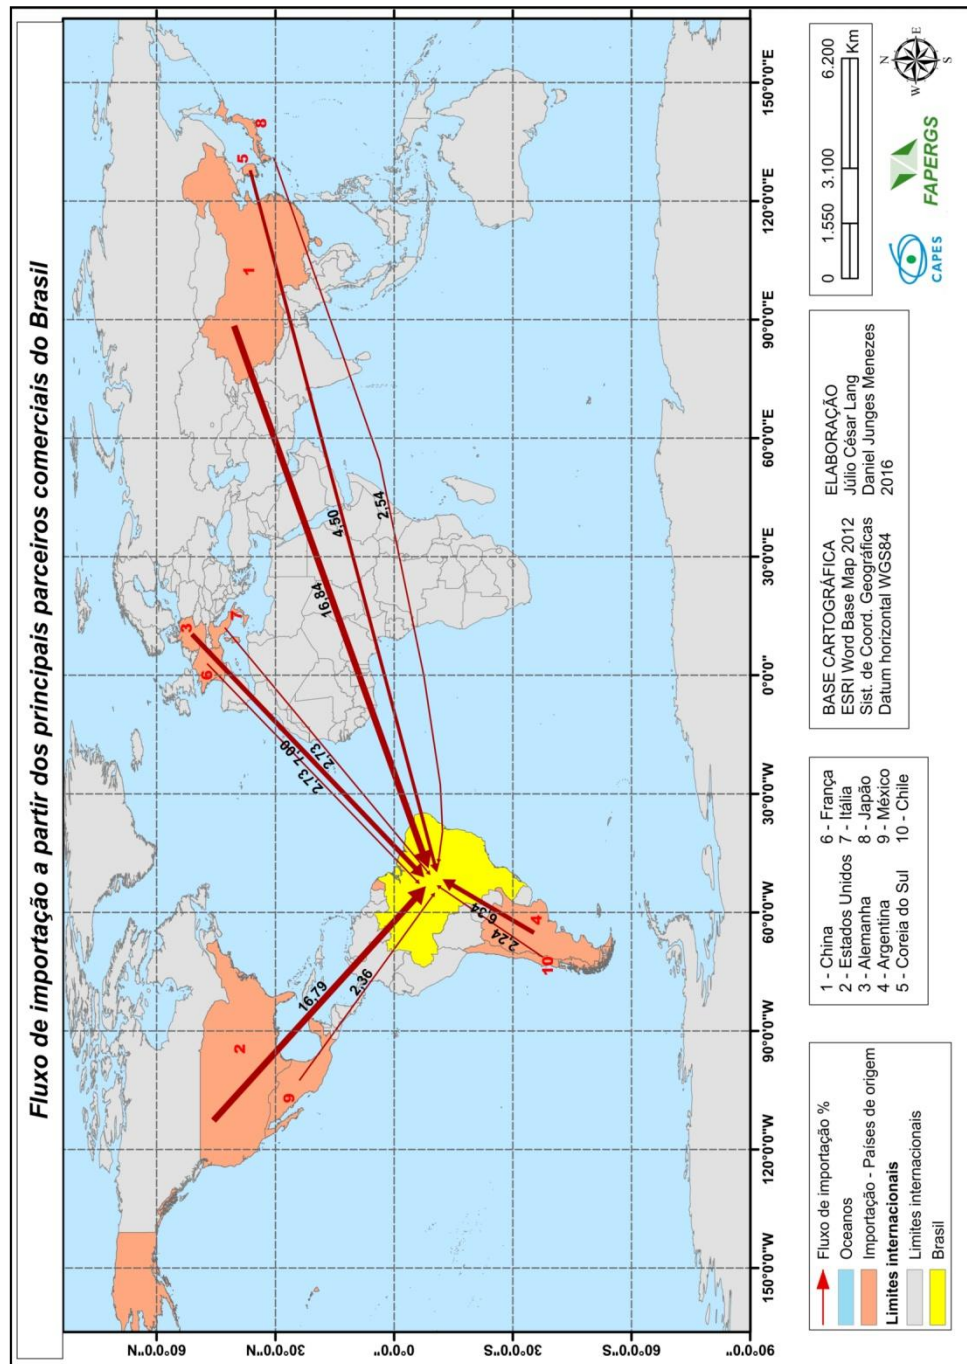 Fluxo de importação a partir dos principais parceiros comerciais do Brasil
60°0'0"N
30°0'0"N
0°0'0"
30°0'0"S
60°0'0"S
90°0'0"S
150°0'0"W
120°0'0"W
90°0'0"W
60°0'0"W
30°0'0"W
0°0'0"
30°0'0"E
60°0'0"E
90°0'0"E
120°0'0"E
150°0'0"E
1
2
3
4
5
6
7
8
9
10
16,79
2,36
2,24
6,34
2,73
7,00
2,73
16,84
4,50
2,54
Fluxo de importação %
Oceanos
Importação - Países de origem
Limites internacionais
Limites internacionais
Brasil
1 - China
2 - Estados Unidos
3 - Alemanha
4 - Argentina
5 - Coreia do Sul
6 - França
7 - Itália
8 - Japão
9 - México
10 - Chile
BASE CARTOGRÁFICA
ESRI Word Base Map 2012
Sist. de Coord. Geográficas
Datum horizontal WGS84
ELABORAÇÃO
Júlio César Lang
Daniel Junges Menezes
2016
0 1.550 3.100 6.200
Km
CAPES
FAPERGS
N
E
S
W